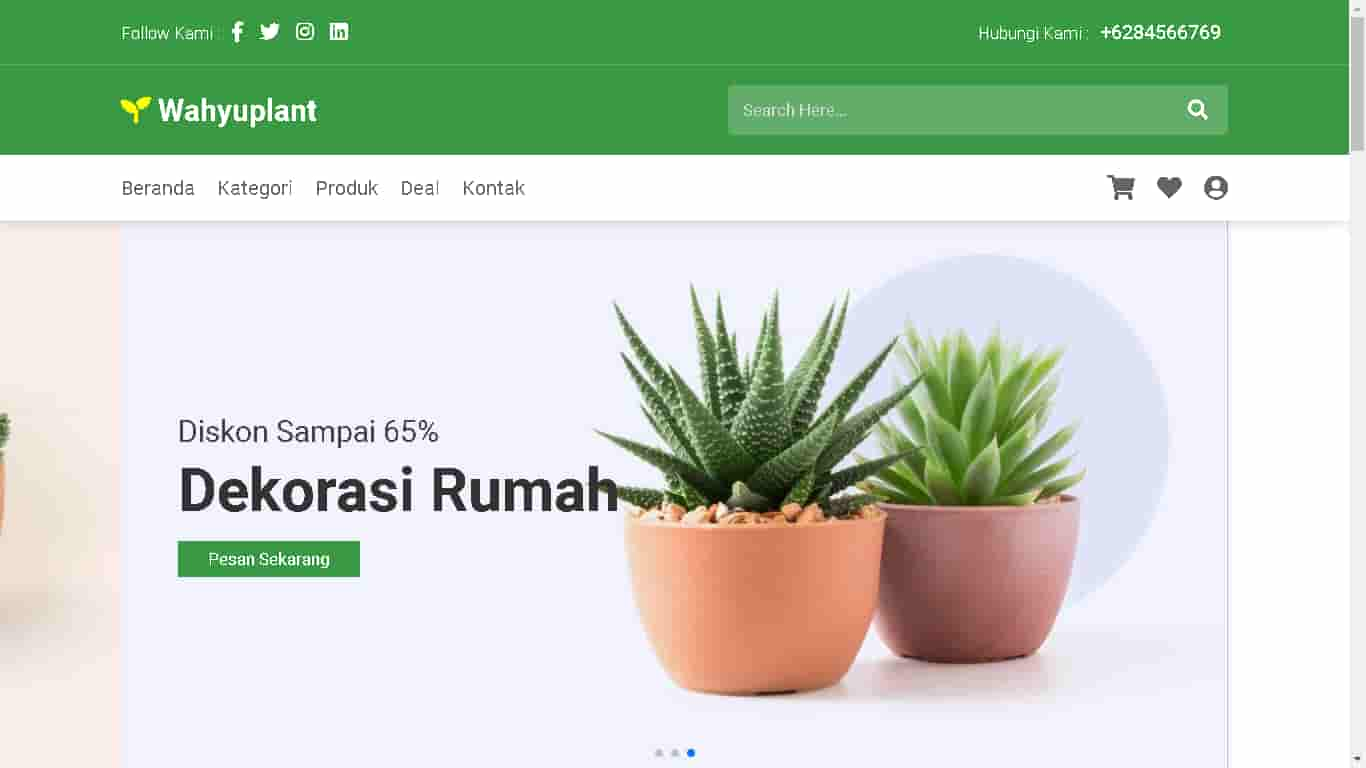 Follow Kami :
Hubungi Kami : +6284566769
Wahyuplant
Search Here...
Beranda Kategori Produk Deal Kontak
Diskon Sampai 65%
Dekorasi Rumah
Pesan Sekarang